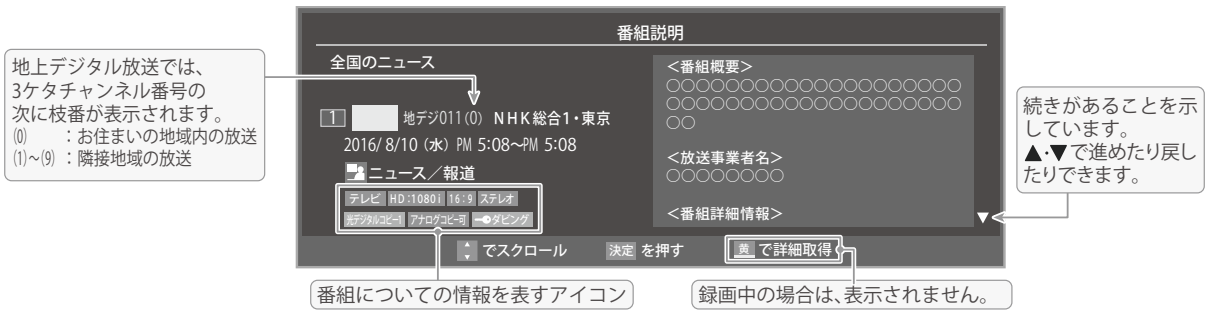 番組説明
地上デジタル放送では、
3ケタチャンネル番号の
次に枝番が表示されます。
(0) ：お住まいの地域内の放送
(1)～(9) ：隣接地域の放送
全国のニュース
1 地デジ011(0) NHK総合1・東京
2016/ 8/10 (水) PM 5:08～PM 5:08
ニュース／報道
テレビ HD:1080i 16:9 ステレオ
光デジタルコピー1 アナログコピー可 ダビング
＜番組概要＞
○○○○○○○○○○○○○○○○○○○○
○○○○○○○○○○○○○○○○○○○○
○○
＜放送事業者名＞
○○○○○○○○
＜番組詳細情報＞
▼
続きがあることを示
しています。
▲・▼で進めたり戻し
たりできます。
でスクロール 決定 を押す 黄 で詳細取得
番組についての情報を表すアイコン
録画中の場合は、表示されません。